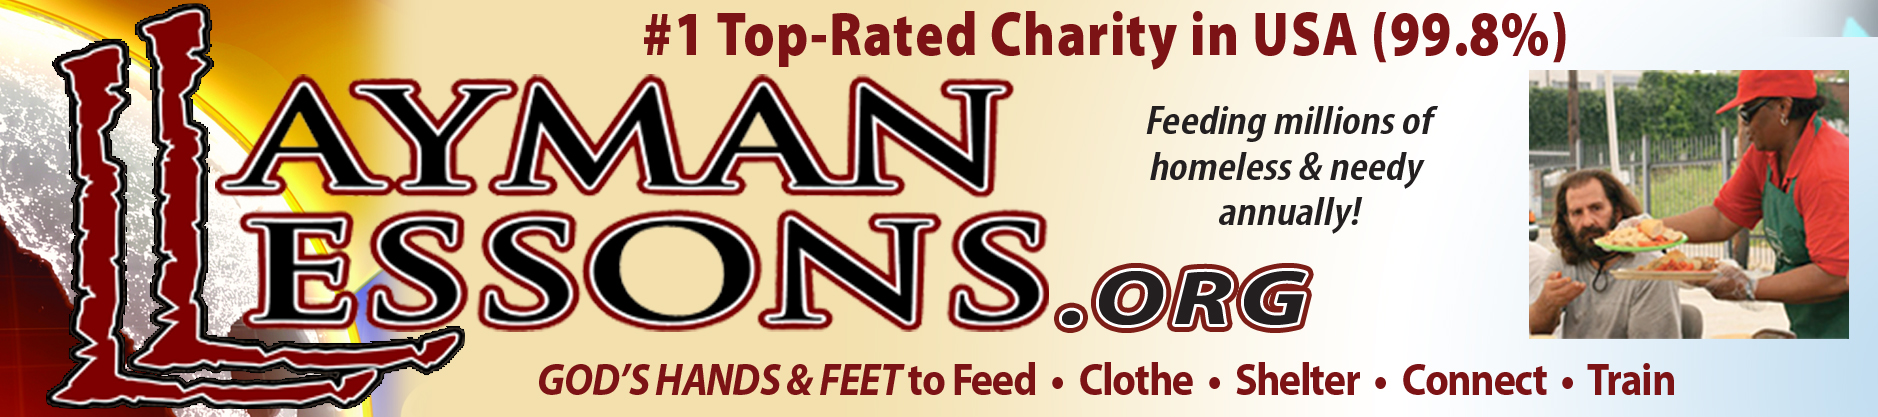 #1 Top-Rated Charity in USA (99.8%)
LAYMAN
LESSONS.ORG
Feeding millions of
homeless & needy
annually!
GOD'S HANDS & FEET to Feed • Clothe • Shelter • Connect • Train